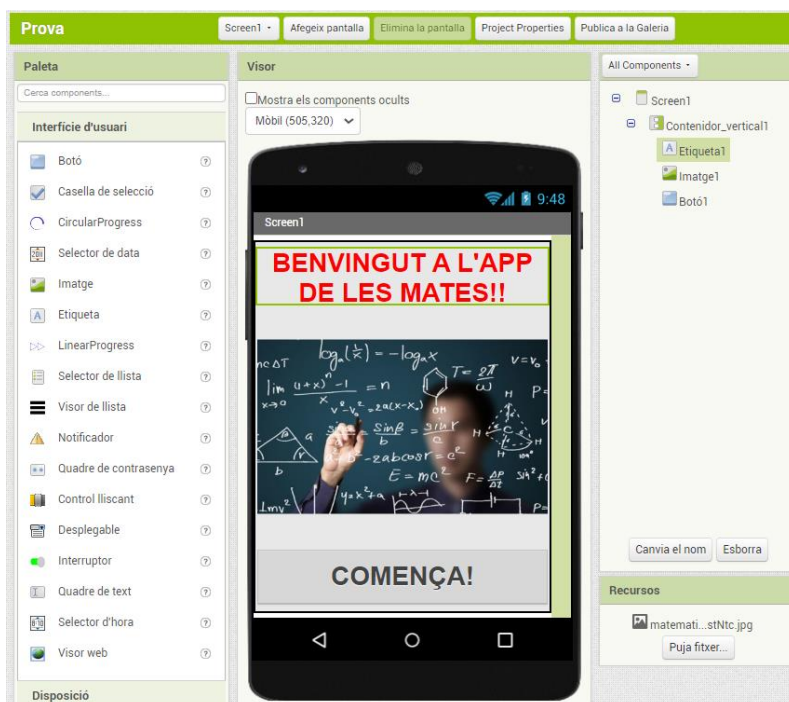 Prova
Screen1
Afegeix pantalla
Elimina la pantalla
Project Properties
Publica a la Galeria
Paleta
Cerca components...
Interfície d'usuari
Botó
Casella de selecció
CircularProgress
Selector de data
Imatge
Etiqueta
LinearProgress
Selector de llista
Visor de llista
Notificador
Quadre de contrasenya
Control lliscant
Desplegable
Interruptor
Quadre de text
Selector d'hora
Visor web
Disposició
Visor
Mostra els components ocults
Mòbil (505,320)
9:48
Screen1
BENVINGUT A L'APP
DE LES MATES!!
COMENÇA!
All Components
Screen1
Contenidor_vertical1
Etiqueta1
Imatge1
Botó1
Canvia el nom
Esborra
Recursos
matemati...stNtc.jpg
Puja fitxer...